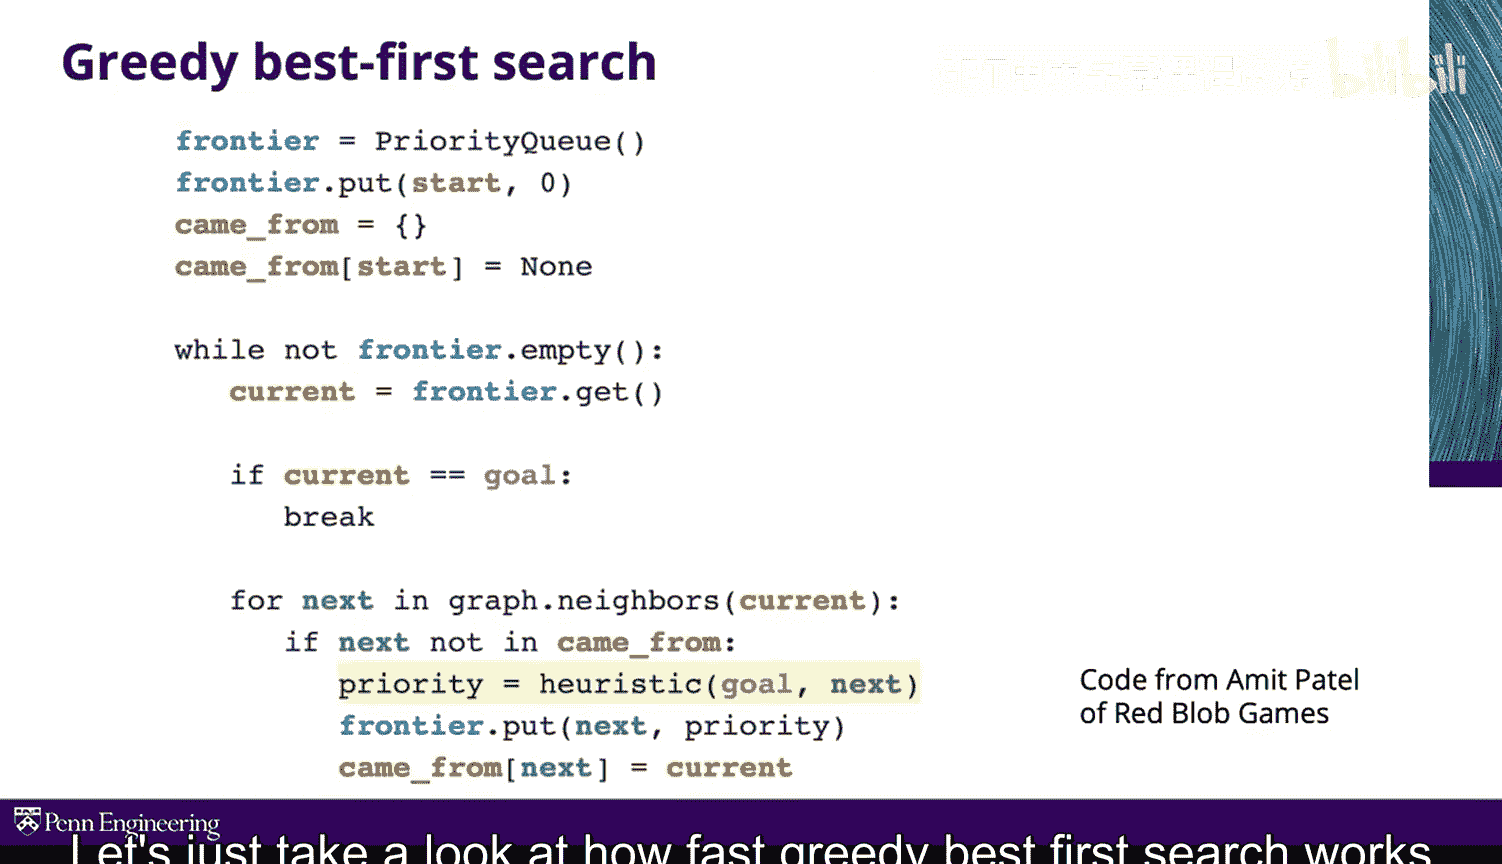 Greedy best-first search
frontier = PriorityQueue()
frontier.put(start, 0)
came_from = {}
came_from[start] = None
while not frontier.empty():
current = frontier.get()
if current == goal:
break
for next in graph.neighbors(current):
if next not in came_from:
priority = heuristic(goal, next)
frontier.put(next, priority)
came_from[next] = current
Code from Amit Patel
of Red Blob Games
Penn Engineering
Let's just take a look at how fast greedy best first search works